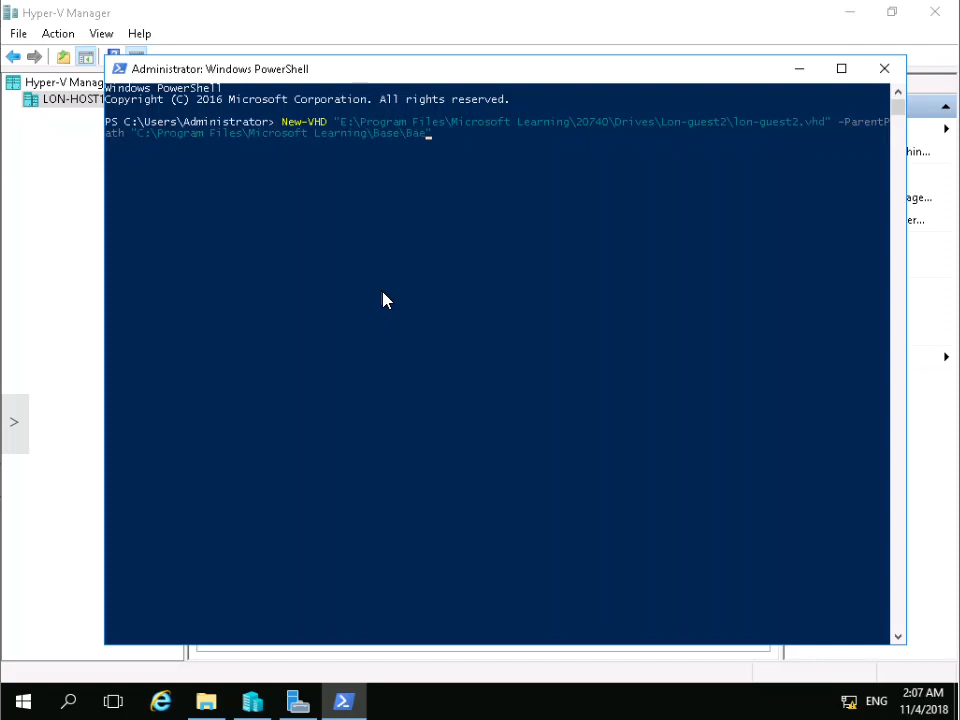 Hyper-V Manager
File Action View Help
Administrator: Windows PowerShell
Hyper-V Manag
LON-HOST1
Windows PowerShell
Copyright (C) 2016 Microsoft Corporation. All rights reserved.
PS C:\Users\Administrator> New-VHD "E:\Program Files\Microsoft Learning\20740\Drives\Lon-guest2\lon-guest2.vhd" -ParentP
ath "C:\Program Files\Microsoft Learning\Base\Bae"
hin...
age...
er...
>
ENG
2:07 AM
11/4/2018